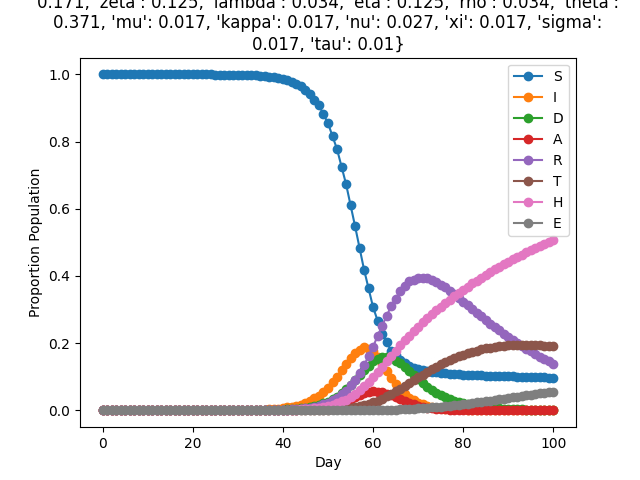 0.171, 'zeta': 0.125, 'lambda': 0.034, 'eta': 0.125, 'rho': 0.034, 'theta':
0.371, 'mu': 0.017, 'kappa': 0.017, 'nu': 0.027, 'xi': 0.017, 'sigma':
0.017, 'tau': 0.01}
1.0
0.8
0.6
0.4
0.2
0.0
Proportion Population
0 20 40 60 80 100
Day
S
I
D
A
R
T
H
E